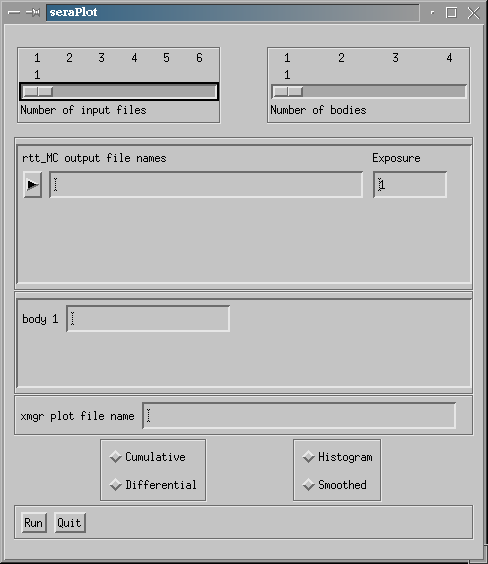 seraPlot
1 2 3 4 5 6
1
Number of input files
1 2 3 4
1
Number of bodies
rtt_MC output file names Exposure
1
body 1
xmgr plot file name
Cumulative
Differential
Histogram
Smoothed
Run Quit